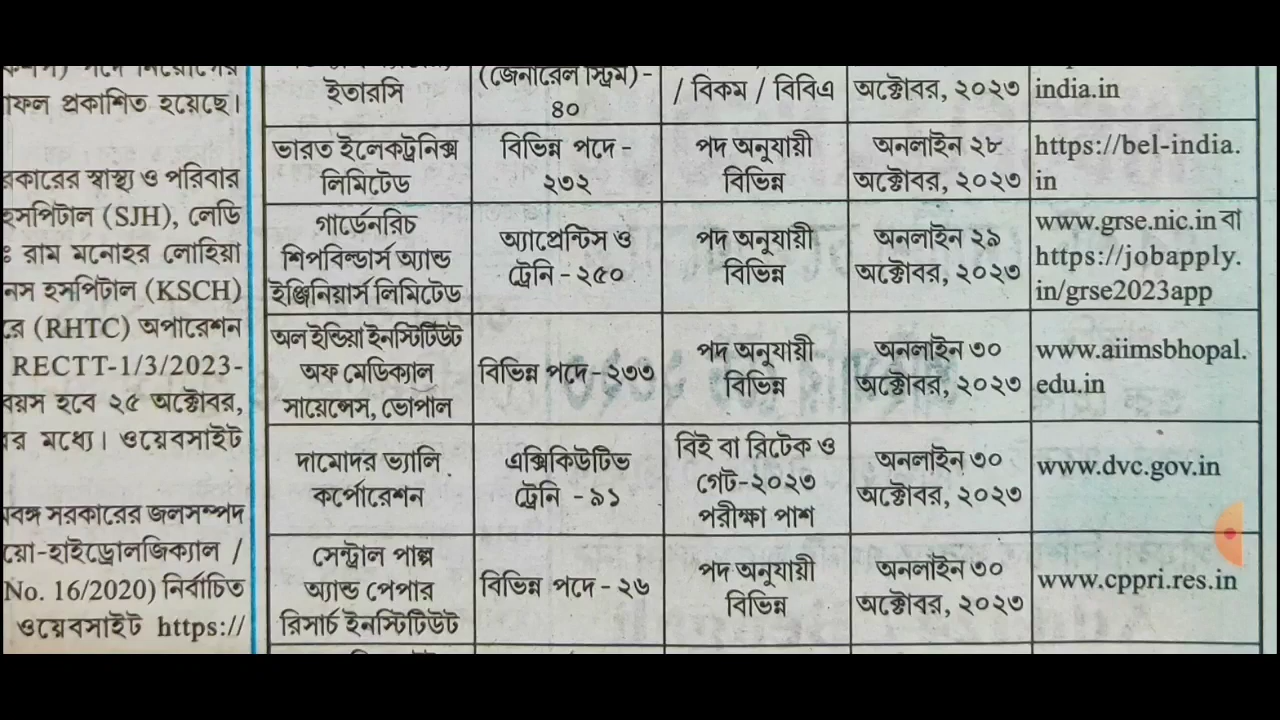 াফল প্রকাশিত হয়েছে।
রকারের স্বাস্থ্য ও পরিবার
হসপিটাল (SJH), লেডি
ঃ রাম মনোহর লোহিয়া
নস হসপিটাল (KSCH)
রে (RHTC) অপারেশন
RECTT-1/3/2023-
বয়স হবে ২৫ অক্টোবর,
বর মধ্যে। ওয়েবসাইট
মবঙ্গ সরকারের জলসম্পদ
য়ো-হাইড্রোলজিক্যাল /
No. 16/2020) নির্বাচিত
ওয়েবসাইট https://
ইতারসি
(জেনারেল স্ট্রিম)-
৪০
/ বিকম / বিবিএ
অক্টোবর, ২০২৩
india.in
ভারত ইলেকট্রনিক্স
লিমিটেড
বিভিন্ন পদে -
২৩২
পদ অনুযায়ী
বিভিন্ন
অনলাইন ২৮
অক্টোবর, ২০২৩
https://bel-india.
in
গার্ডেনরিচ
শিপবিল্ডার্স অ্যান্ড
ইঞ্জিনিয়ার্স লিমিটেড
অ্যাপ্রেন্টিস ও
ট্রেনি - ২৫০
পদ অনুযায়ী
বিভিন্ন
অনলাইন ২৯
অক্টোবর, ২০২৩
www.grse.nic.in বা
https://jobapply.
in/grse2023app
অল ইন্ডিয়া ইনস্টিটিউট
অফ মেডিক্যাল
সায়েন্সেস, ভোপাল
বিভিন্ন পদে - ২৩৩
পদ অনুযায়ী
বিভিন্ন
অনলাইন ৩০
অক্টোবর, ২০২৩
www.aiimsbhopal.
edu.in
দামোদর ভ্যালি
কর্পোরেশন
এক্সিকিউটিভ
ট্রেনি - ৯১
বিই বা বিটেক ও
গেট-২০২৩
পরীক্ষা পাশ
অনলাইন ৩০
অক্টোবর, ২০২৩
www.dvc.gov.in
সেন্ট্রাল পাল্প
অ্যান্ড পেপার
রিসার্চ ইনস্টিটিউট
বিভিন্ন পদে - ২৬
পদ অনুযায়ী
বিভিন্ন
অনলাইন ৩০
অক্টোবর, ২০২৩
www.cppri.res.in